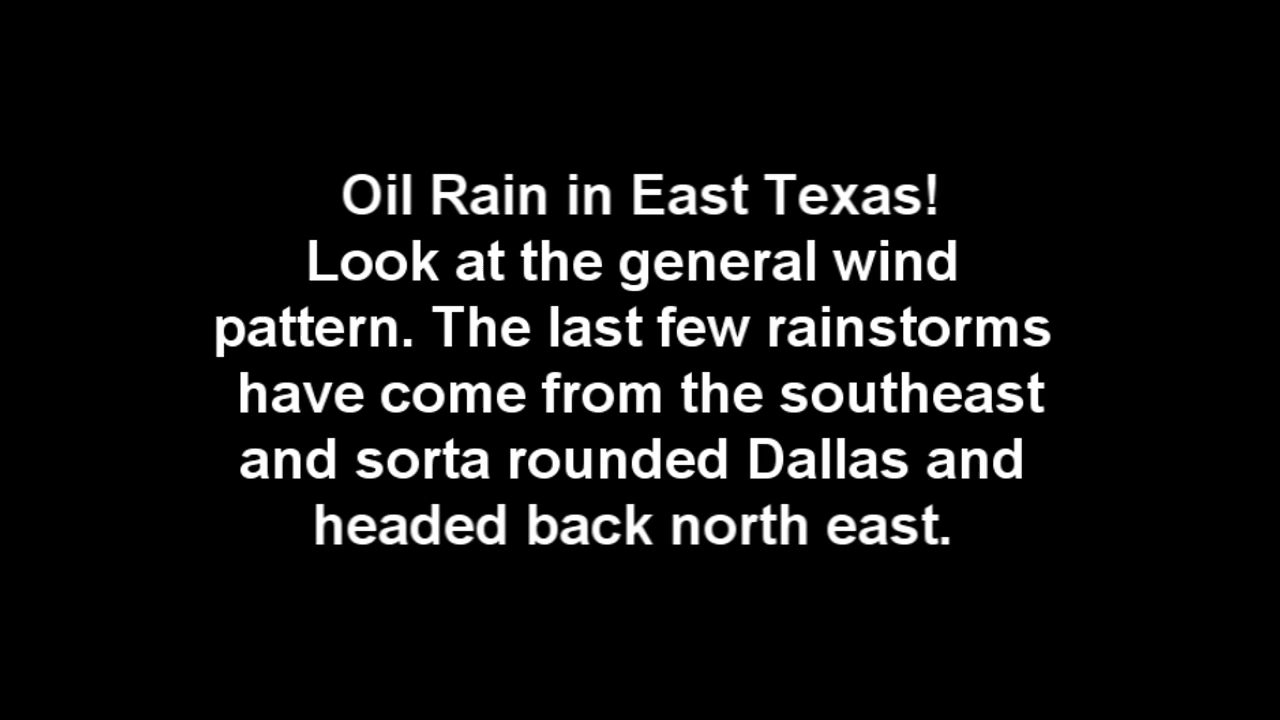 Oil Rain in East Texas!
Look at the general wind
pattern. The last few rainstorms
have come from the southeast
and sorta rounded Dallas and
headed back north east.